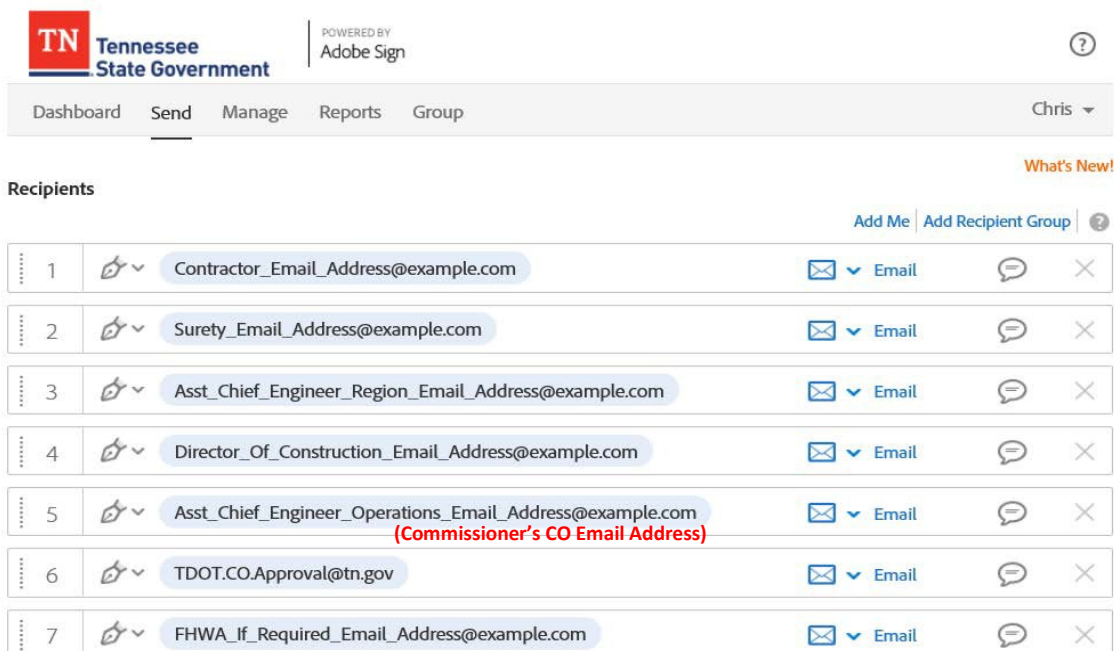 TN Tennessee
State Government
POWERED BY
Adobe Sign
?
Dashboard Send Manage Reports Group Chris
What's New!
Recipients
Add Me Add Recipient Group ?
1 Contractor_Email_Address@example.com Email
2 Surety_Email_Address@example.com Email
3 Asst_Chief_Engineer_Region_Email_Address@example.com Email
4 Director_Of_Construction_Email_Address@example.com Email
5 Asst_Chief_Engineer_Operations_Email_Address@example.com Email
(Commissioner’s CO Email Address)
6 TDOT.CO.Approval@tn.gov Email
7 FHWA_If_Required_Email_Address@example.com Email